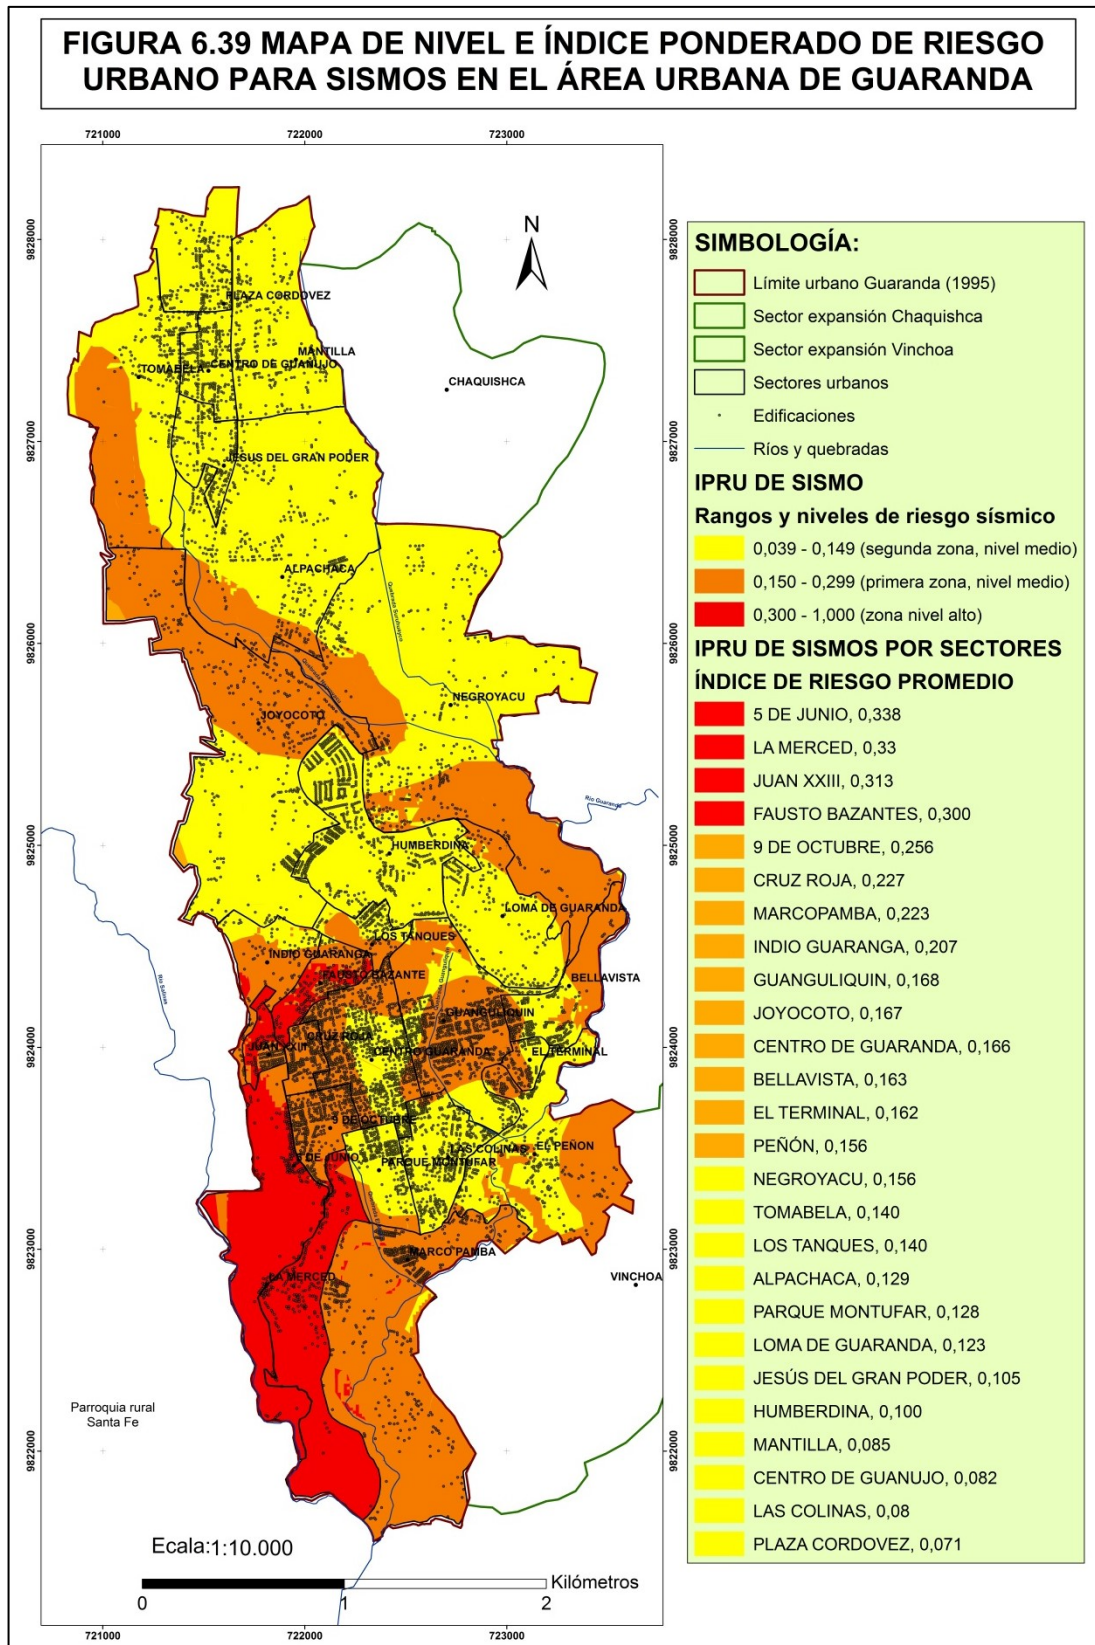 FIGURA 6.39 MAPA DE NIVEL E ÍNDICE PONDERADO DE RIESGO
URBANO PARA SISMOS EN EL ÁREA URBANA DE GUARANDA
721000
722000
723000
9828000
9828000
9827000
9827000
9826000
9826000
9825000
9825000
9824000
9824000
9823000
9823000
9822000
9822000
N
PLAZA CORDOVEZ
MANTILLA
TOMABELA
CENTRO DE GUANUJO
CHAQUISHCA
JESUS DEL GRAN PODER
ALPACHACA
NEGROYACU
JOYOCOTO
Río Guaranda
HUMBERDINA
LOMA DE GUARANDA
LOS TANQUES
INDIO GUARANGA
FAUSTO BAZANTE
BELLAVISTA
Río Salinas
GUANGULIQUIN
CRUZ ROJA
JUAN XXIII
CENTRO GUARANDA
EL TERMINAL
9 DE OCTUBRE
LAS COLINAS
EL PEÑON
5 DE JUNIO
PARQUE MONTUFAR
MARCO PAMBA
LA MERCED
VINCHOA
Parroquia rural
Santa Fe
Ecala:1:10.000
Kilómetros
0
1
2
721000
722000
723000
SIMBOLOGÍA:
Límite urbano Guaranda (1995)
Sector expansión Chaquishca
Sector expansión Vinchoa
Sectores urbanos
Edificaciones
Ríos y quebradas
IPRU DE SISMO
Rangos y niveles de riesgo sísmico
0,039 - 0,149 (segunda zona, nivel medio)
0,150 - 0,299 (primera zona, nivel medio)
0,300 - 1,000 (zona nivel alto)
IPRU DE SISMOS POR SECTORES
ÍNDICE DE RIESGO PROMEDIO
5 DE JUNIO, 0,338
LA MERCED, 0,33
JUAN XXIII, 0,313
FAUSTO BAZANTES, 0,300
9 DE OCTUBRE, 0,256
CRUZ ROJA, 0,227
MARCOPAMBA, 0,223
INDIO GUARANGA, 0,207
GUANGULIQUIN, 0,168
JOYOCOTO, 0,167
CENTRO DE GUARANDA, 0,166
BELLAVISTA, 0,163
EL TERMINAL, 0,162
PEÑÓN, 0,156
NEGROYACU, 0,156
TOMABELA, 0,140
LOS TANQUES, 0,140
ALPACHACA, 0,129
PARQUE MONTUFAR, 0,128
LOMA DE GUARANDA, 0,123
JESÚS DEL GRAN PODER, 0,105
HUMBERDINA, 0,100
MANTILLA, 0,085
CENTRO DE GUANUJO, 0,082
LAS COLINAS, 0,08
PLAZA CORDOVEZ, 0,071